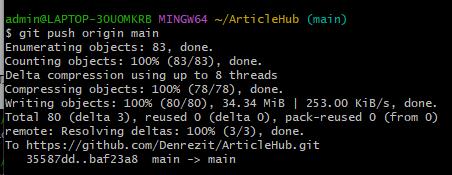 admin@LAPTOP-3OUOMKRB MINGW64 ~/ArticleHub (main)
$ git push origin main
Enumerating objects: 83, done.
Counting objects: 100% (83/83), done.
Delta compression using up to 8 threads
Compressing objects: 100% (78/78), done.
Writing objects: 100% (80/80), 34.34 MiB | 253.00 KiB/s, done.
Total 80 (delta 3), reused 0 (delta 0), pack-reused 0 (from 0)
remote: Resolving deltas: 100% (3/3), done.
To https://github.com/Denrezit/ArticleHub.git
   35587dd..baf23a8  main -> main